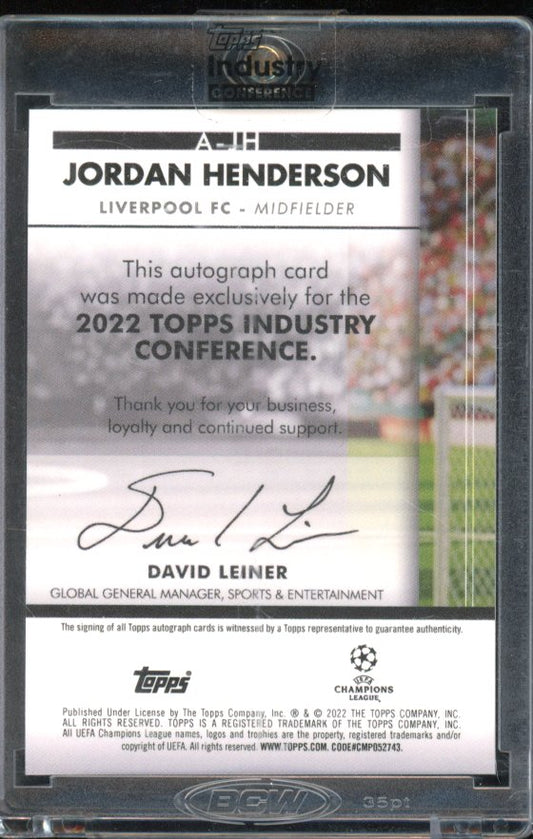 Topps
Industry
CONFERENCE
A-JH
JORDAN HENDERSON
LIVERPOOL FC - MIDFIELDER
This autograph card
was made exclusively for the
2022 TOPPS INDUSTRY
CONFERENCE.
Thank you for your business,
loyalty and continued support.
DAVID LEINER
GLOBAL GENERAL MANAGER, SPORTS & ENTERTAINMENT
The signing of all Topps autograph cards is witnessed by a Topps representative to guarantee authenticity.
Topps
UEFA
CHAMPIONS
LEAGUE
Published Under License by The Topps Company, Inc. ® & © 2022 THE TOPPS COMPANY, INC.
ALL RIGHTS RESERVED. TOPPS IS A REGISTERED TRADEMARK OF THE TOPPS COMPANY, INC.
All UEFA Champions League names, logos and trophies are the property, registered trademarks and/or
copyright of UEFA. All rights reserved. WWW.TOPPS.COM. CODE#CMP052743.
BCW 35pt